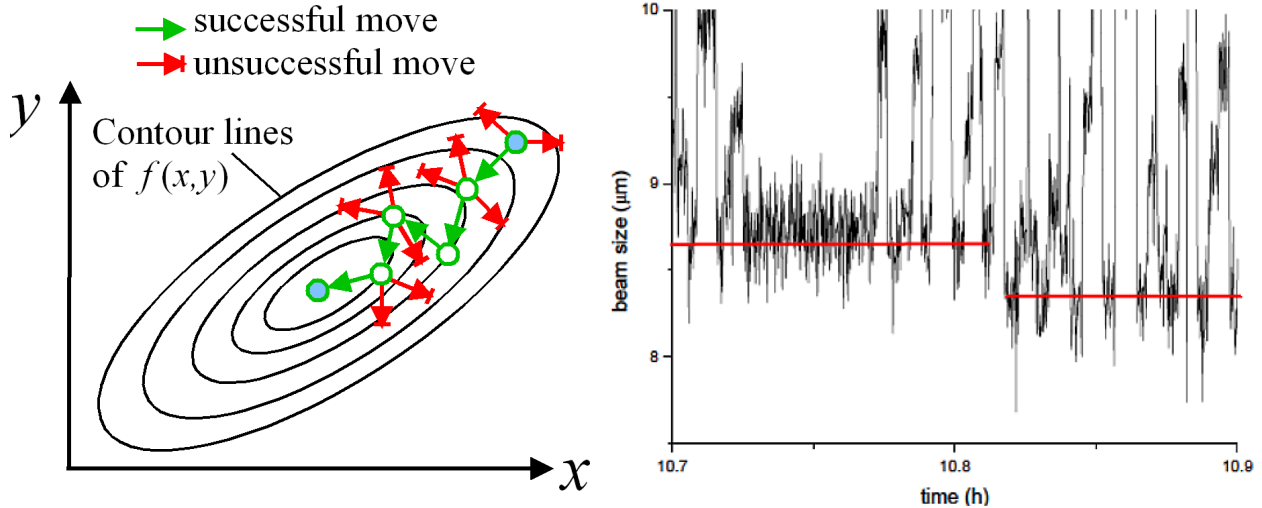 successful move
unsuccessful move
y
Contour lines
of f(x,y)
x
10
9
8
beam size (μm)
10.7
10.8
10.9
time (h)